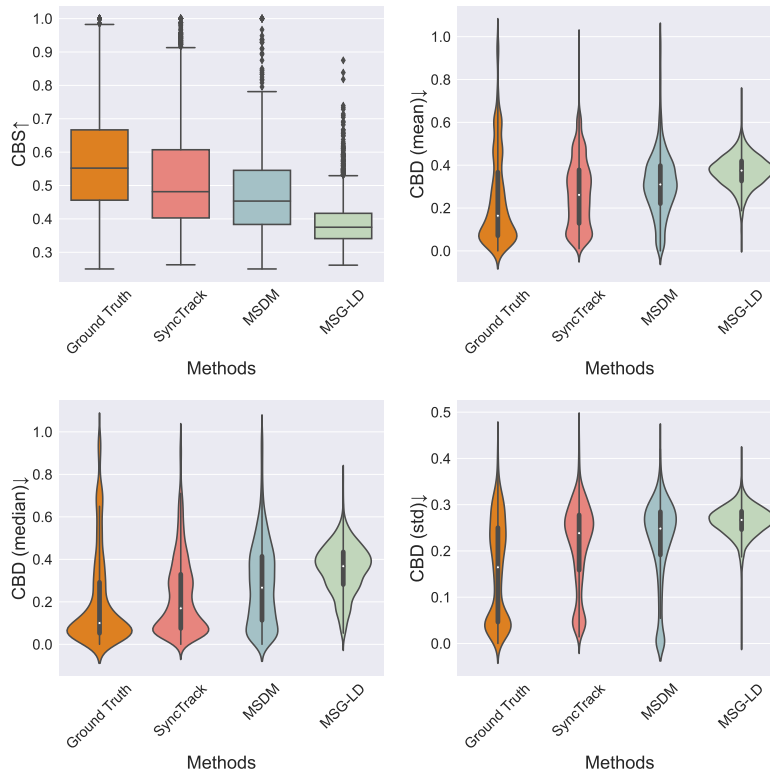 CBS↑
1.0
0.9
0.8
0.7
0.6
0.5
0.4
0.3
Ground Truth
SyncTrack
MSDM
MSG-LD
Methods
CBD (mean)↓
1.0
0.8
0.6
0.4
0.2
0.0
Ground Truth
SyncTrack
MSDM
MSG-LD
Methods
CBD (median)↓
1.0
0.8
0.6
0.4
0.2
0.0
Ground Truth
SyncTrack
MSDM
MSG-LD
Methods
CBD (std)↓
0.5
0.4
0.3
0.2
0.1
0.0
Ground Truth
SyncTrack
MSDM
MSG-LD
Methods